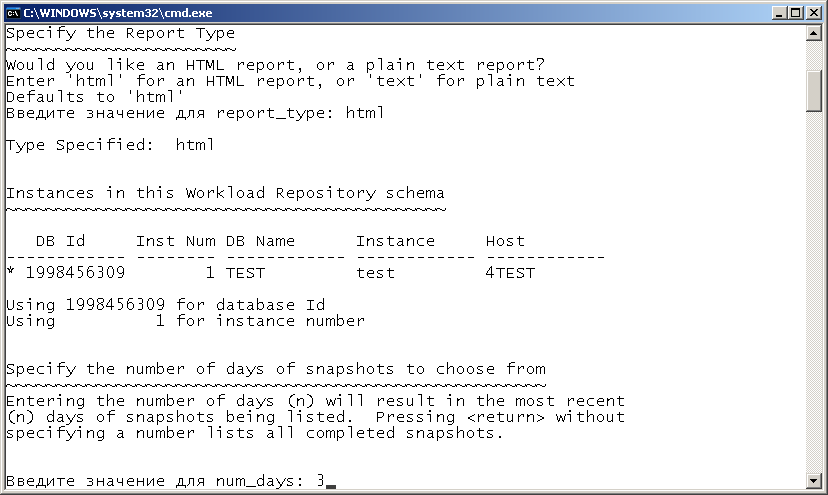 C:\WINDOWS\system32\cmd.exe
Specify the Report Type
~~~~~~~~~~~~~~~~~~~~~~~
Would you like an HTML report, or a plain text report?
Enter 'html' for an HTML report, or 'text' for plain text
Defaults to 'html'
Введите значение для report_type: html
Type Specified:  html
Instances in this Workload Repository schema
~~~~~~~~~~~~~~~~~~~~~~~~~~~~~~~~~~~~~~~~~~~~
   DB Id     Inst Num DB Name      Instance     Host
------------ -------- ------------ ------------ ------------
* 1998456309        1 TEST         test         4TEST
Using 1998456309 for database Id
Using          1 for instance number
Specify the number of days of snapshots to choose from
~~~~~~~~~~~~~~~~~~~~~~~~~~~~~~~~~~~~~~~~~~~~~~~~~~~~~~
Entering the number of days (n) will result in the most recent
(n) days of snapshots being listed.  Pressing <return> without
specifying a number lists all completed snapshots.
Введите значение для num_days: 3